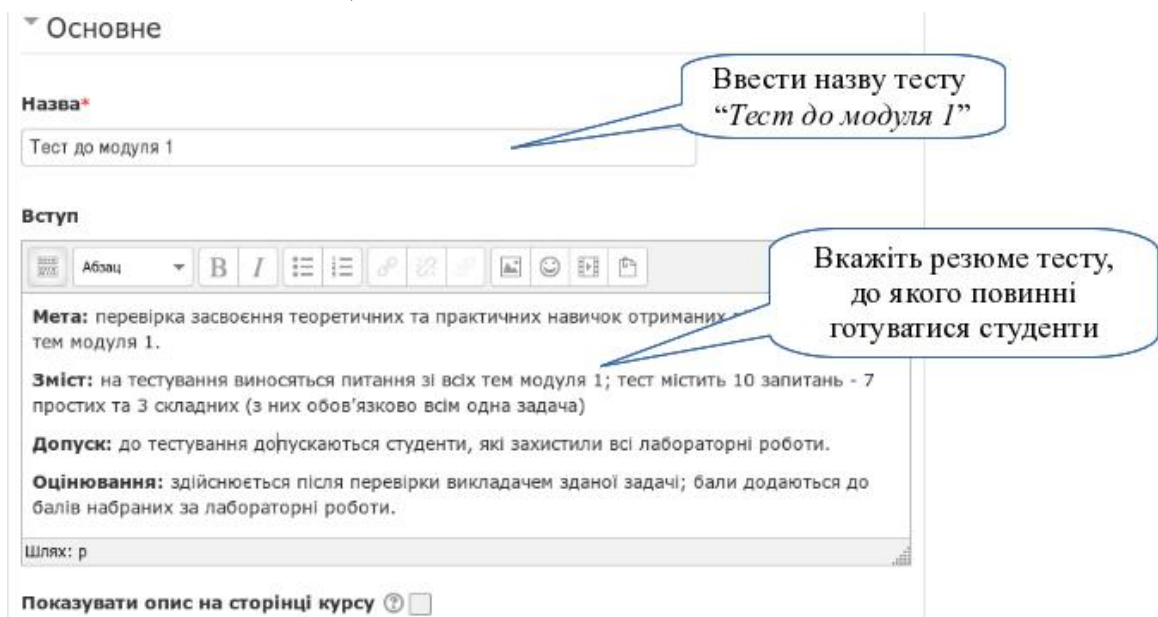 Основне
Ввести назву тесту
“Тест до модуля 1”
Назва*
Тест до модуля 1
Вступ
Абзац
B I
Вкажіть резюме тесту,
до якого повинні
готуватися студенти
Мета: перевірка засвоєння теоретичних та практичних навичок отриманих
тем модуля 1.
Зміст: на тестування виносяться питання зі всіх тем модуля 1; тест містить 10 запитань - 7
простих та 3 складних (з них обов’язково всім одна задача)
Допуск: до тестування допускаються студенти, які захистили всі лабораторні роботи.
Оцінювання: здійснюється після перевірки викладачем зданої задачі; бали додаються до
балів набраних за лабораторні роботи.
Шлях: p
Показувати опис на сторінці курсу